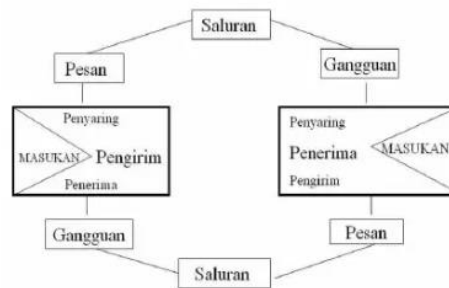 Saluran
Pesan
Gangguan
Penyaring
MASUKAN
Pengirim
Penerima
Penyaring
Penerima
MASUKAN
Pengirim
Gangguan
Pesan
Saluran